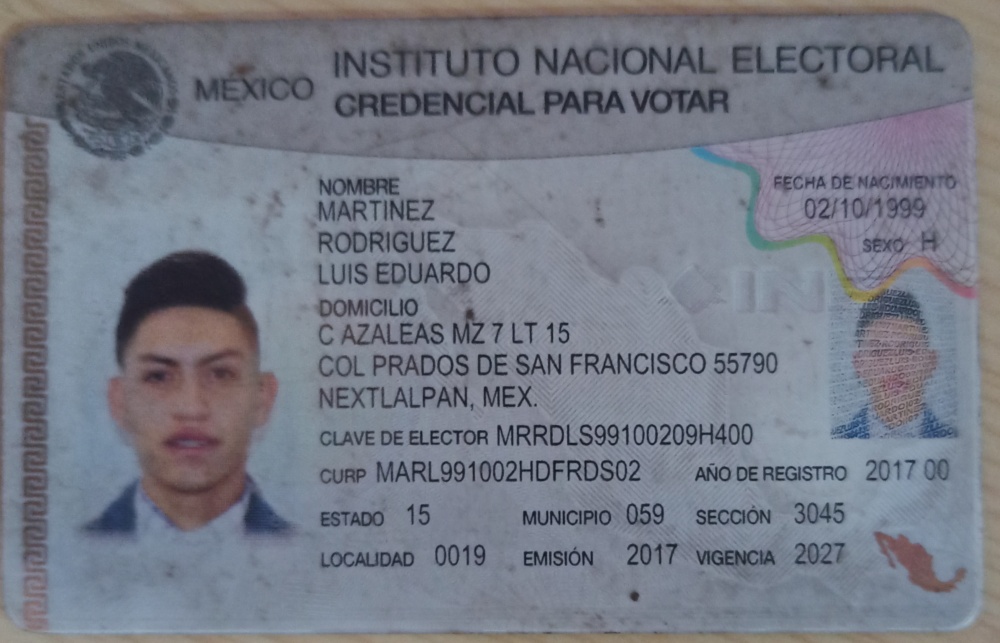 MÉXICO
INSTITUTO NACIONAL ELECTORAL
CREDENCIAL PARA VOTAR
NOMBRE
MARTINEZ
RODRIGUEZ
LUIS EDUARDO
FECHA DE NACIMIENTO
02/10/1999
SEXO H
DOMICILIO
C AZALEAS MZ 7 LT 15
COL PRADOS DE SAN FRANCISCO 55790
NEXTLALPAN, MEX.
CLAVE DE ELECTOR MRRDLS99100209H400
CURP MARL991002HDFRDS02 AÑO DE REGISTRO 2017 00
ESTADO 15 MUNICIPIO 059 SECCIÓN 3045
LOCALIDAD 0019 EMISIÓN 2017 VIGENCIA 2027